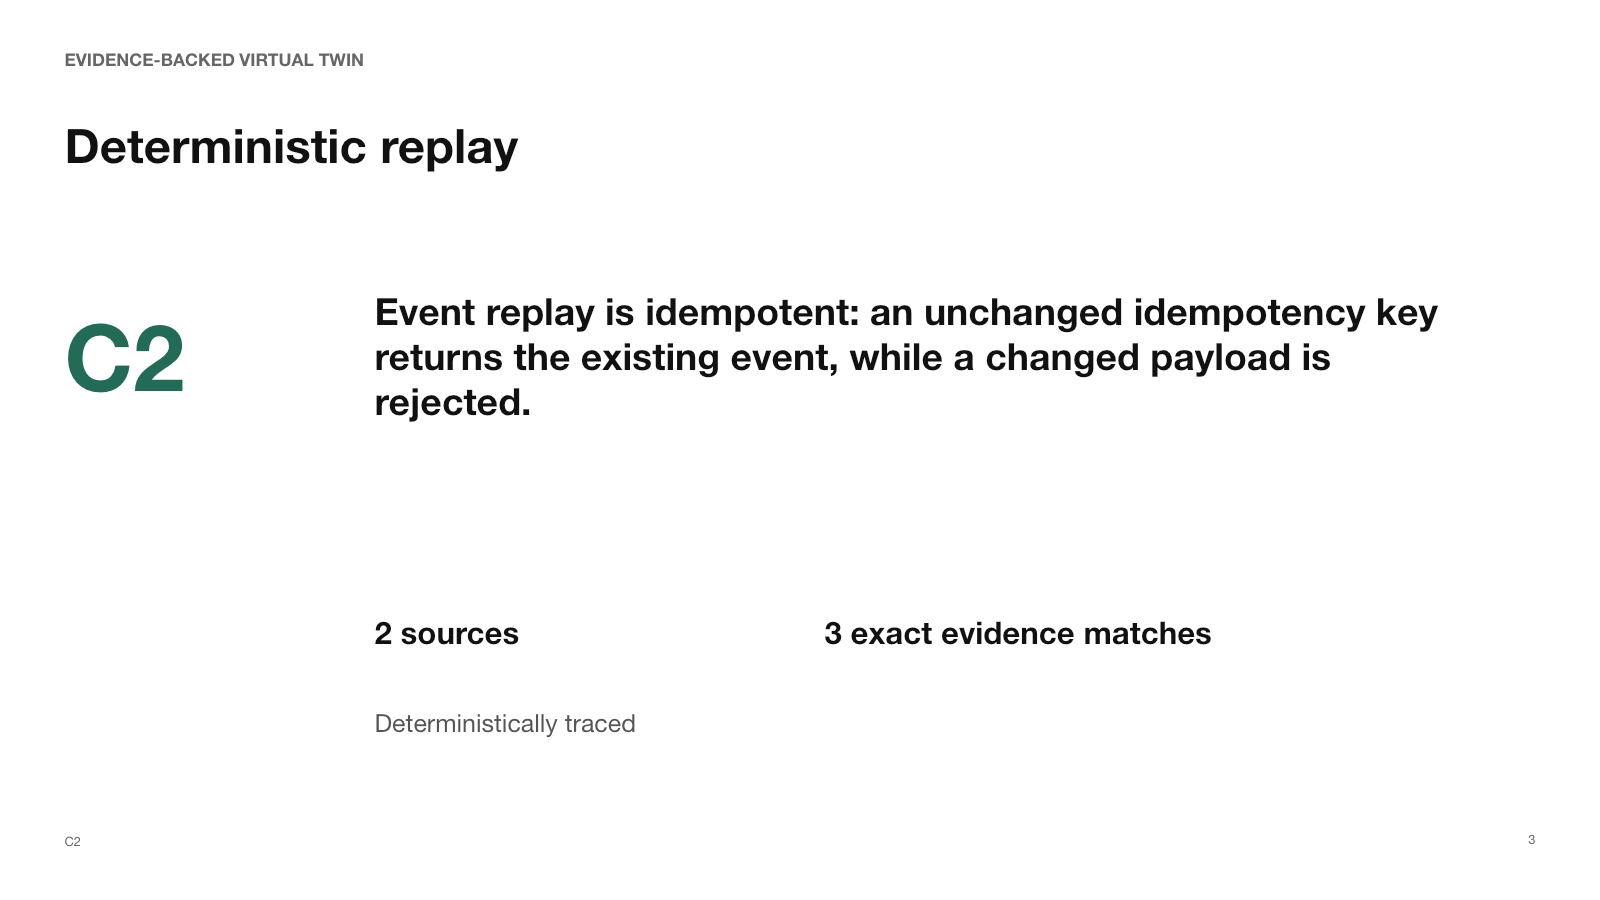 EVIDENCE-BACKED VIRTUAL TWIN
Deterministic replay
C2
Event replay is idempotent: an unchanged idempotency key
returns the existing event, while a changed payload is
rejected.
2 sources
3 exact evidence matches
Deterministically traced
C2
3